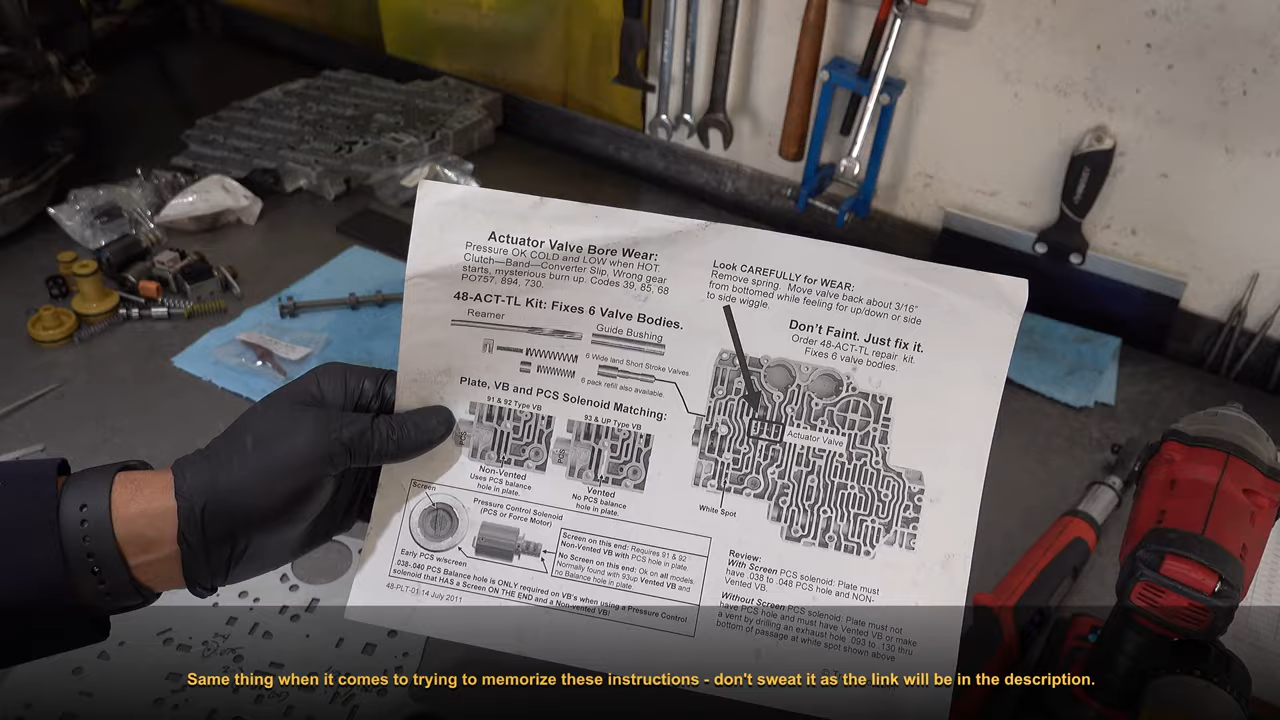 Actuator Valve Bore Wear:
Pressure OK COLD and LOW when HOT.
Clutch—Band—Converter Slip, Wrong gear
starts, mysterious burn up. Codes 39, 85, 68
PO757, 894, 730.
48-ACT-TL Kit: Fixes 6 Valve Bodies.
Reamer
Guide Bushing
6 Wide land Short Stroke Valves
6 pack refill also available.
Plate, VB and PCS Solenoid Matching:
91 & 92 Type VB
93 & UP Type VB
Non-Vented
Uses PCS balance
hole in plate.
Vented
No PCS balance
hole in plate.
Screen
Pressure Control Solenoid
(PCS or Force Motor)
Early PCS w/screen
Screen on this end: Requires 91 & 92
Non-Vented VB with PCS hole in plate
No Screen on this end: Ok on all models.
Normally found with 93up Vented VB and
no Balance hole in plate.
.038-.040 PCS Balance hole is ONLY required on VB's when using a Pressure Control
solenoid that HAS a Screen ON THE END and a Non-vented VB!
48-PLT-01 14 July 2011
Look CAREFULLY for WEAR:
Remove spring. Move valve back about 3/16"
from bottomed while feeling for up/down or side
to side wiggle.
Don't Faint. Just fix it.
Order 48-ACT-TL repair kit.
Fixes 6 valve bodies.
Actuator Valve
White Spot
Review:
With Screen PCS solenoid: Plate must
have .038 to .048 PCS hole and NON-
Vented VB.
Without Screen PCS solenoid: Plate must not
have PCS hole and must have Vented VB or make
a vent by drilling an exhaust hole .093 to .130 thru
bottom of passage at white spot shown above
Same thing when it comes to trying to memorize these instructions - don't sweat it as the link will be in the description.